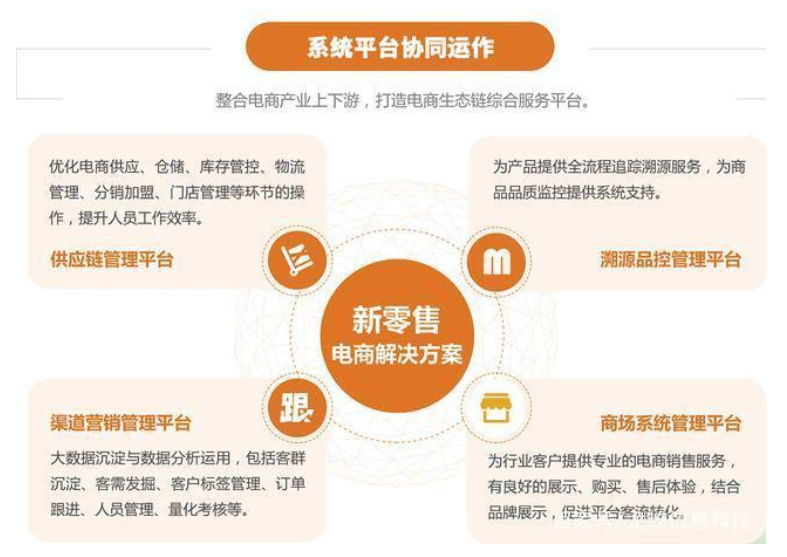 系统平台协同运作
整合电商产业上下游，打造电商生态链综合服务平台。
优化电商供应、仓储、库存管控、物流
管理、分销加盟、门店管理等环节的操
作，提升人员工作效率。
供应链管理平台
为产品提供全流程追踪溯源服务，为商
品品质监控提供系统支持。
溯源品控管理平台
新零售
电商解决方案
跟
渠道营销管理平台
大数据沉淀与数据分析运用，包括客群
沉淀、客需发掘、客户标签管理、订单
跟进、人员管理、量化考核等。
商场系统管理平台
为行业客户提供专业的电商销售服务，
有良好的展示、购买、售后体验，结合
品牌展示，促进平台客流转化。